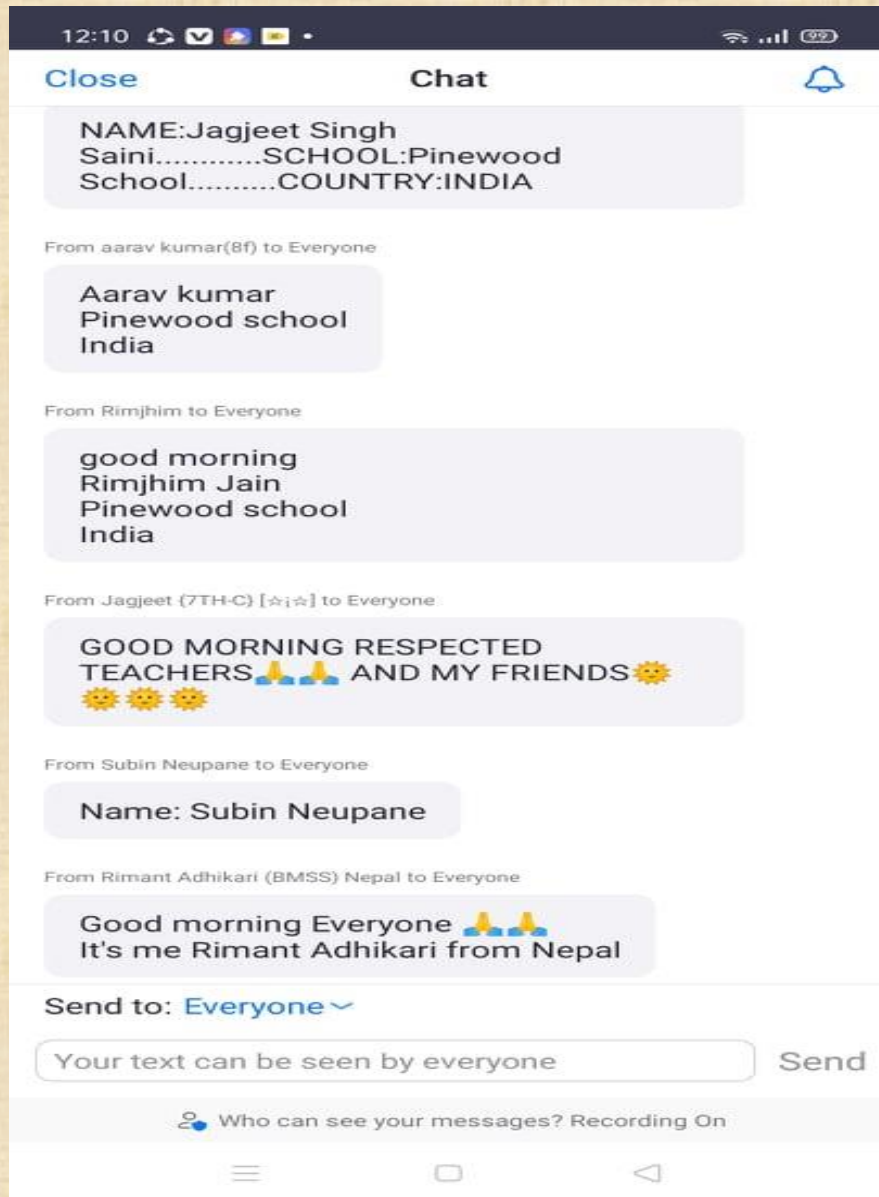 12:10
99
Close
Chat
NAME:Jagjeet Singh
Saini............SCHOOL:Pinewood
School..........COUNTRY:INDIA
From aarav kumar(8f) to Everyone
Aarav kumar
Pinewood school
India
From Rimjhim to Everyone
good morning
Rimjhim Jain
Pinewood school
India
From Jagjeet {7TH-C} [☆¡☆] to Everyone
GOOD MORNING RESPECTED
TEACHERS🙏🙏 AND MY FRIENDS🌞
🌞🌞🌞
From Subin Neupane to Everyone
Name: Subin Neupane
From Rimant Adhikari (BMSS) Nepal to Everyone
Good morning Everyone 🙏🙏
It's me Rimant Adhikari from Nepal
Send to: Everyone
Your text can be seen by everyone
Send
Who can see your messages? Recording On